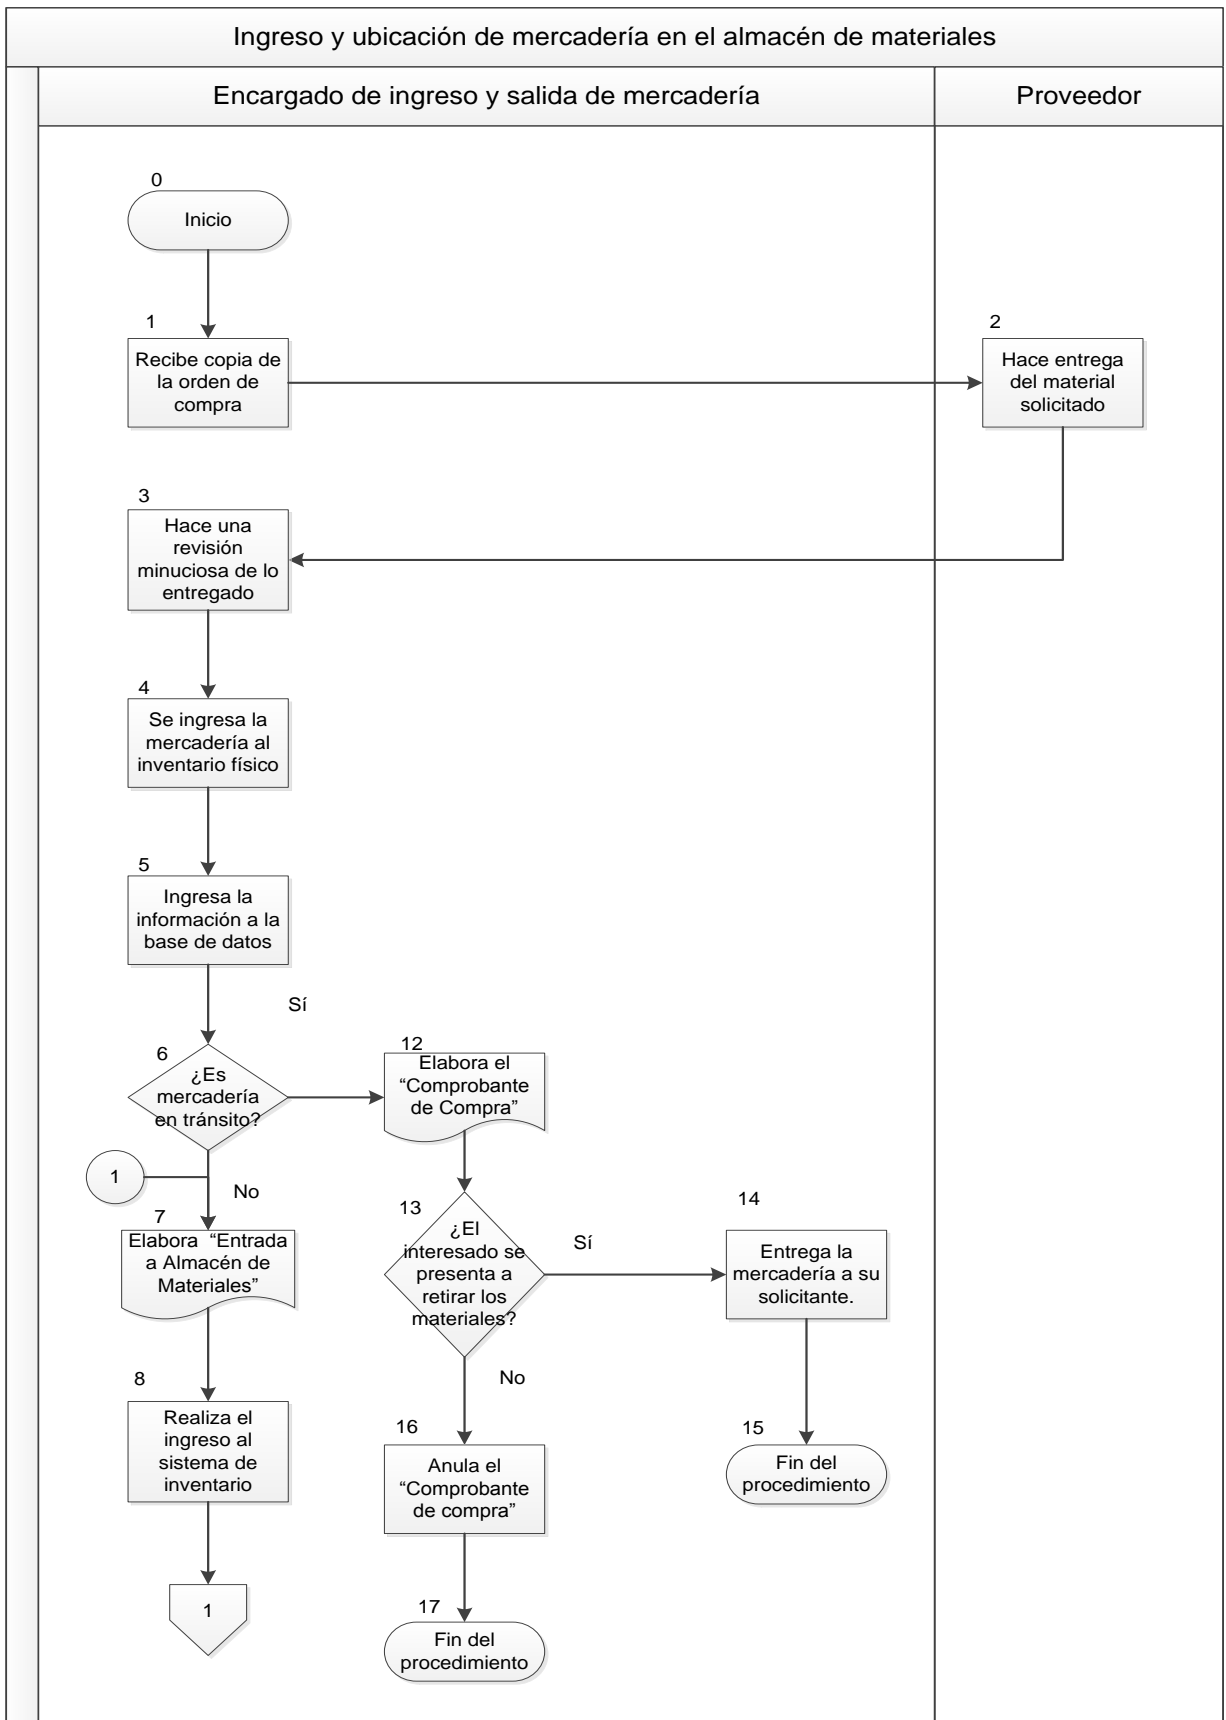 Ingreso y ubicación de mercadería en el almacén de materiales
Encargado de ingreso y salida de mercadería
Proveedor
0
Inicio
1
Recibe copia de
la orden de
compra
2
Hace entrega
del material
solicitado
3
Hace una
revisión
minuciosa de lo
entregado
4
Se ingresa la
mercadería al
inventario físico
5
Ingresa la
información a la
base de datos
Sí
6
¿Es
mercadería
en tránsito?
12
Elabora el
“Comprobante
de Compra”
1
No
7
Elabora “Entrada
a Almacén de
Materiales”
13
¿El
interesado se
presenta a
retirar los
materiales?
Sí
14
Entrega la
mercadería a su
solicitante.
8
Realiza el
ingreso al
sistema de
inventario
No
16
Anula el
“Comprobante
de compra”
15
Fin del
procedimiento
1
17
Fin del
procedimiento